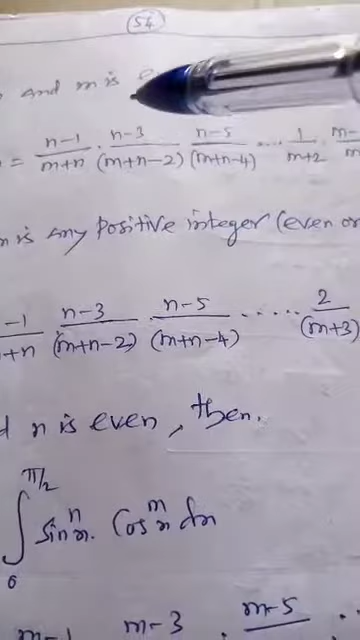 54
and m is
= n-1/m+n · n-3/(m+n-2) · n-5/(m+n-4) .... 1/m+2 · m-
n is any positive integer (even or
-1/+n · n-3/(m+n-2) · n-5/(m+n-4) ...... 2/(m+3)
d n is even, then.
∫₀^π/2 sinⁿx. cosᵐx dx
m-1 m-3 . m-5 ..